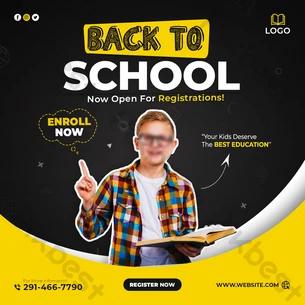 LOGO
BACK TO
SCHOOL
Now Open For Registrations!
ENROLL
NOW
"Your Kids Deserve
The BEST EDUCATION"
291-466-7790
REGISTER NOW
WWW.WEBSITE.COM